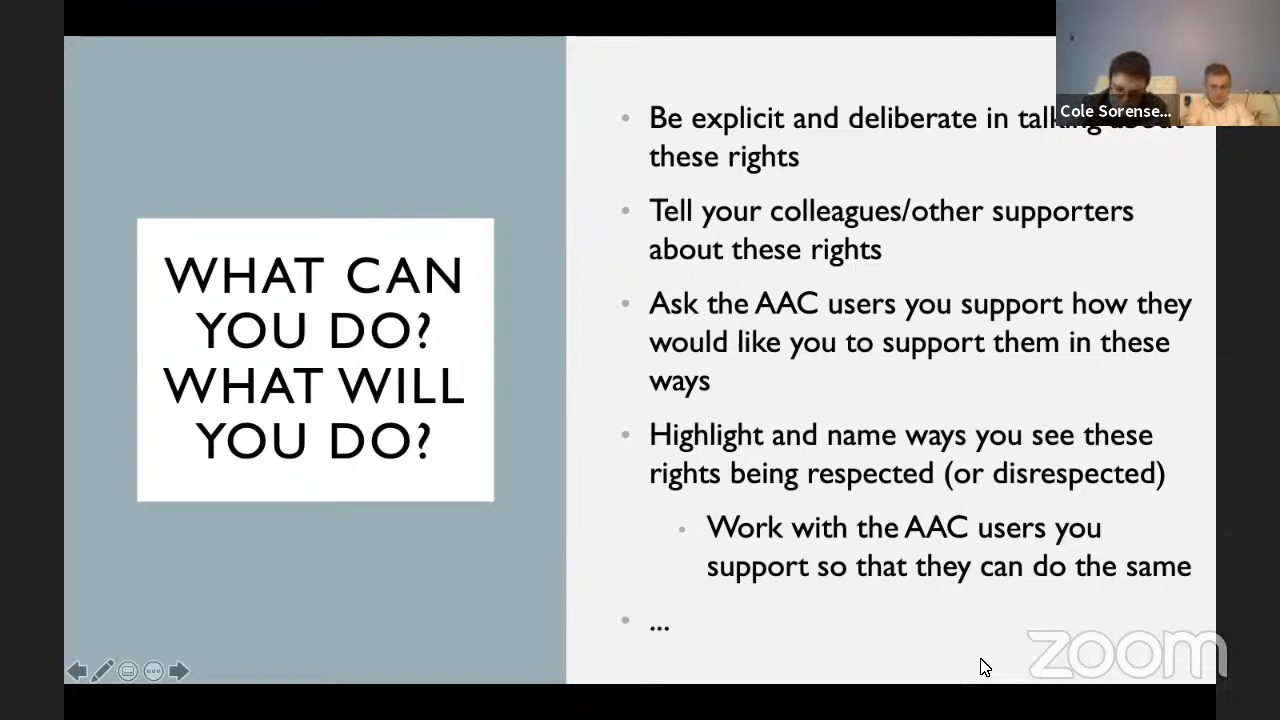 WHAT CAN
YOU DO?
WHAT WILL
YOU DO?
Be explicit and deliberate in talking about
these rights
Tell your colleagues/other supporters
about these rights
Ask the AAC users you support how they
would like you to support them in these
ways
Highlight and name ways you see these
rights being respected (or disrespected)
Work with the AAC users you
support so that they can do the same
...
Cole Sorense...
zoom